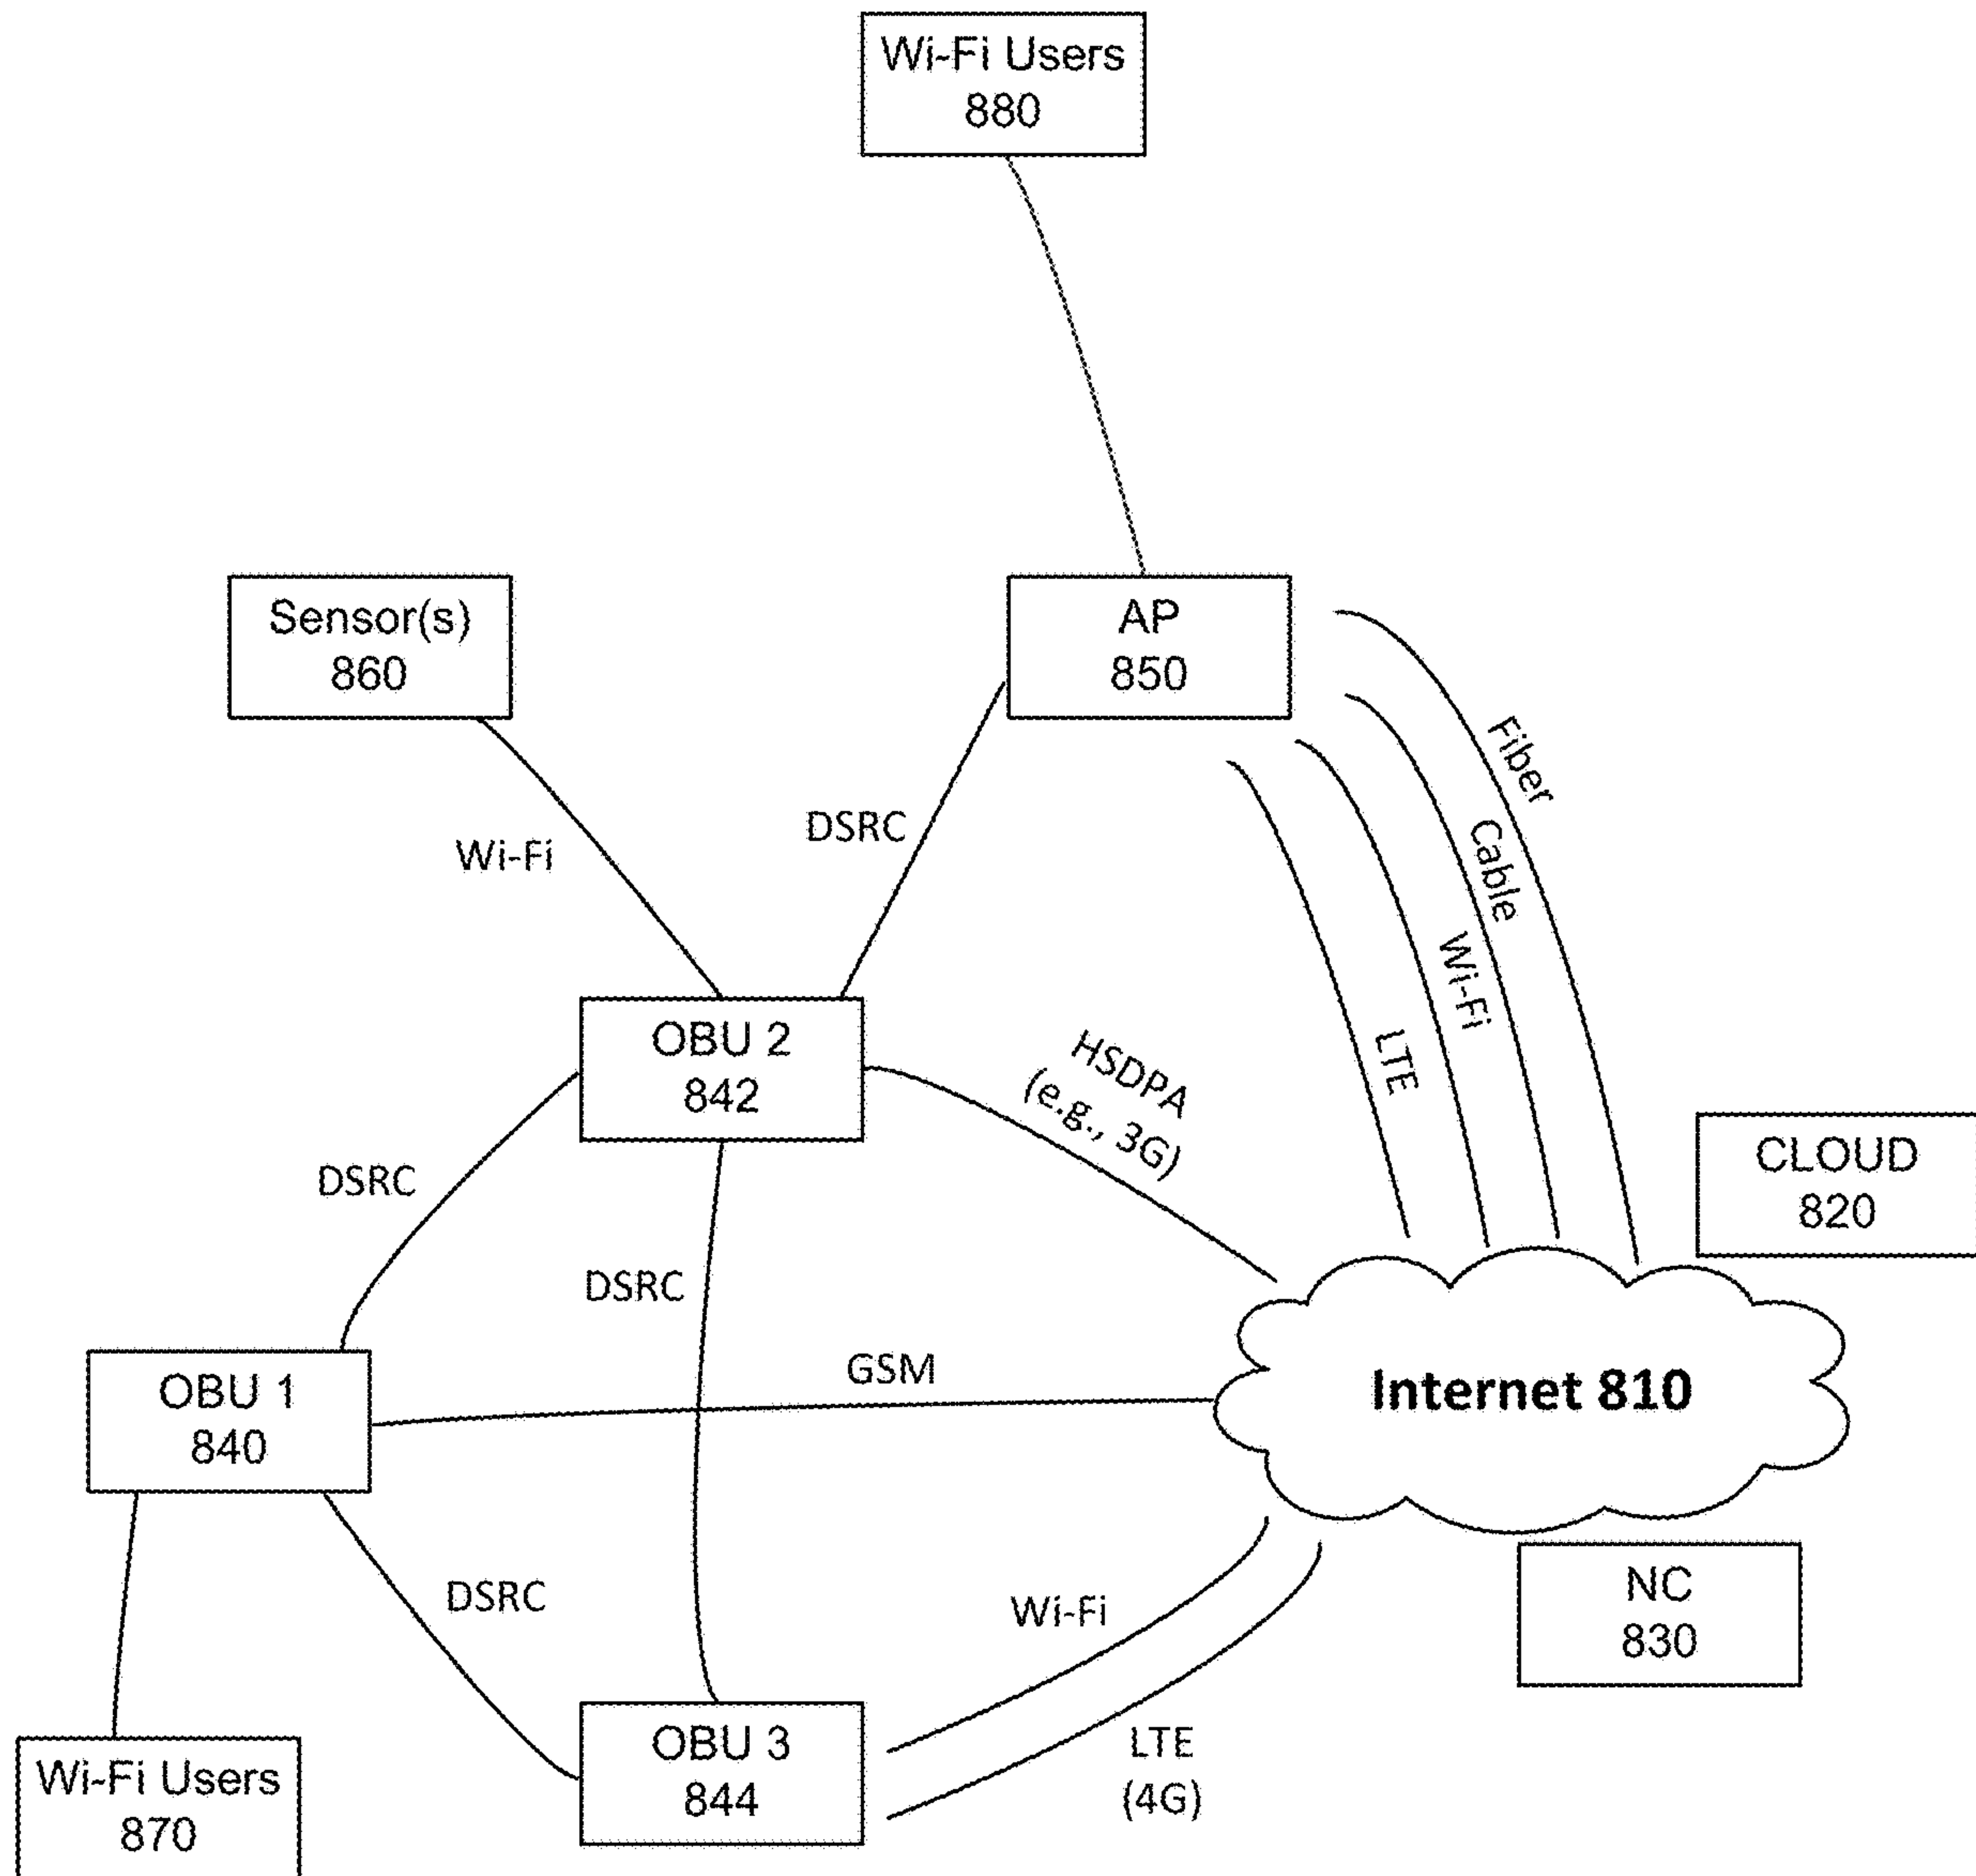 Wi-Fi Users
880
Sensor(s)
860
AP
850
Fiber
Cable
Wi-Fi
LTE
DSRC
Wi-Fi
OBU 2
842
HSDPA
(e.g., 3G)
CLOUD
820
DSRC
DSRC
GSM
Internet 810
OBU 1
840
DSRC
Wi-Fi
NC
830
OBU 3
844
LTE
(4G)
Wi-Fi Users
870